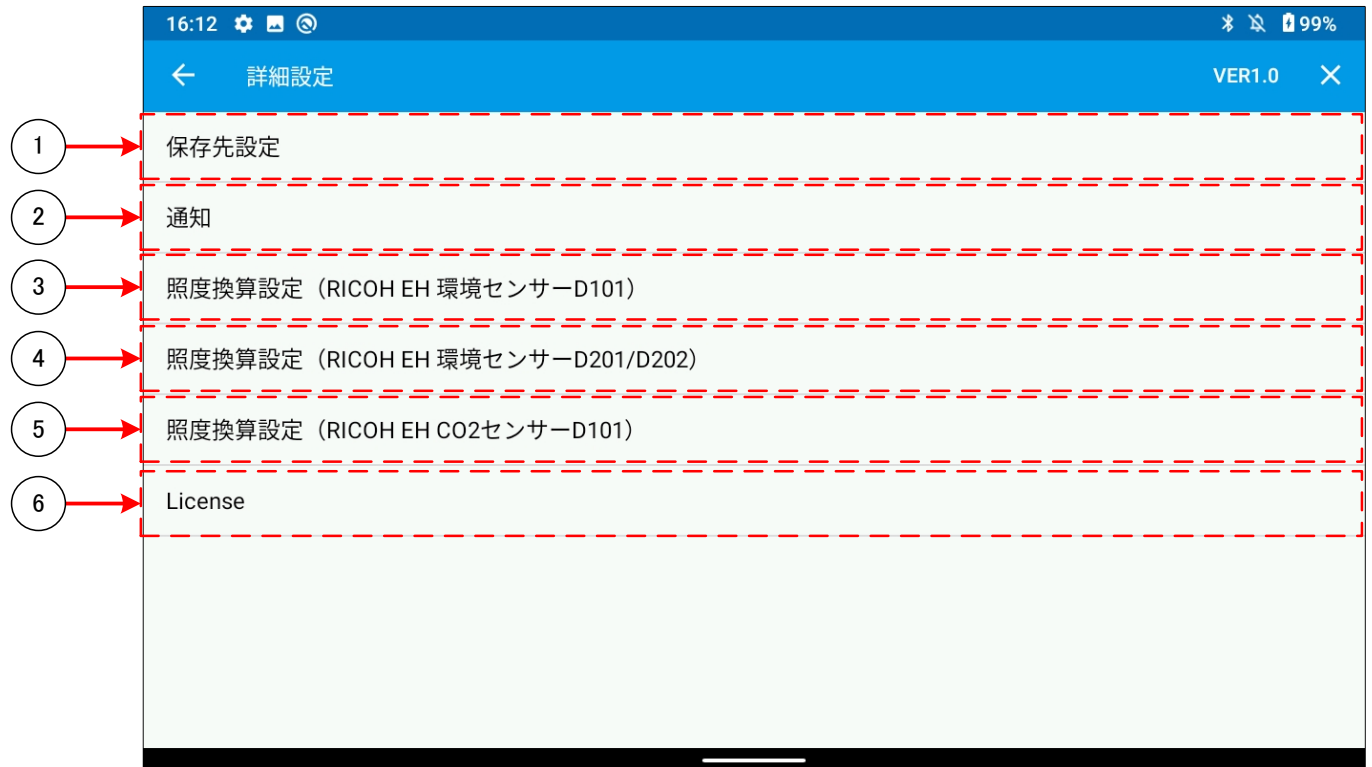 16:12 99%
詳細設定 VER1.0
1 保存先設定
2 通知
3 照度換算設定（RICOH EH 環境センサーD101）
4 照度換算設定（RICOH EH 環境センサーD201/D202）
5 照度換算設定（RICOH EH CO2センサーD101）
6 License